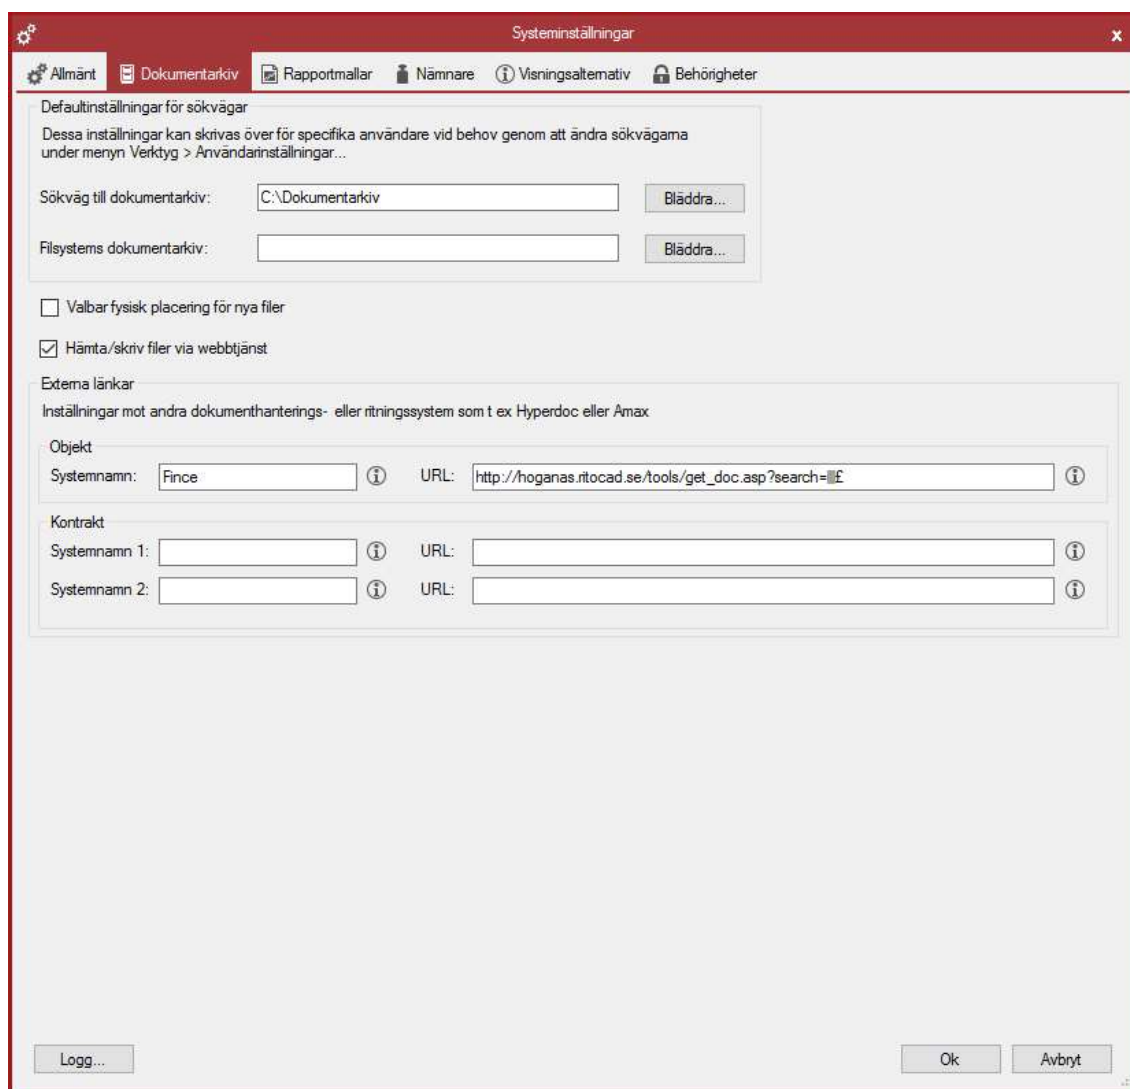 Systeminställningar
x
Allmänt Dokumentarkiv Rapportmallar Nämnare Visningsalternativ Behörigheter
Defaultinställningar för sökvägar
Dessa inställningar kan skrivas över för specifika användare vid behov genom att ändra sökvägarna
under menyn Verktyg > Användarinställningar...
Sökväg till dokumentarkiv: C:\Dokumentarkiv Bläddra...
Filsystems dokumentarkiv: Bläddra...
Valbar fysisk placering för nya filer
Hämta/skriv filer via webbtjänst
Externa länkar
Inställningar mot andra dokumenthanterings- eller ritningssystem som t ex Hyperdoc eller Amax
Objekt
Systemnamn: Fince URL: http://hoganas.ritocad.se/tools/get_doc.asp?search=£
Kontrakt
Systemnamn 1: URL:
Systemnamn 2: URL:
Logg... Ok Avbryt